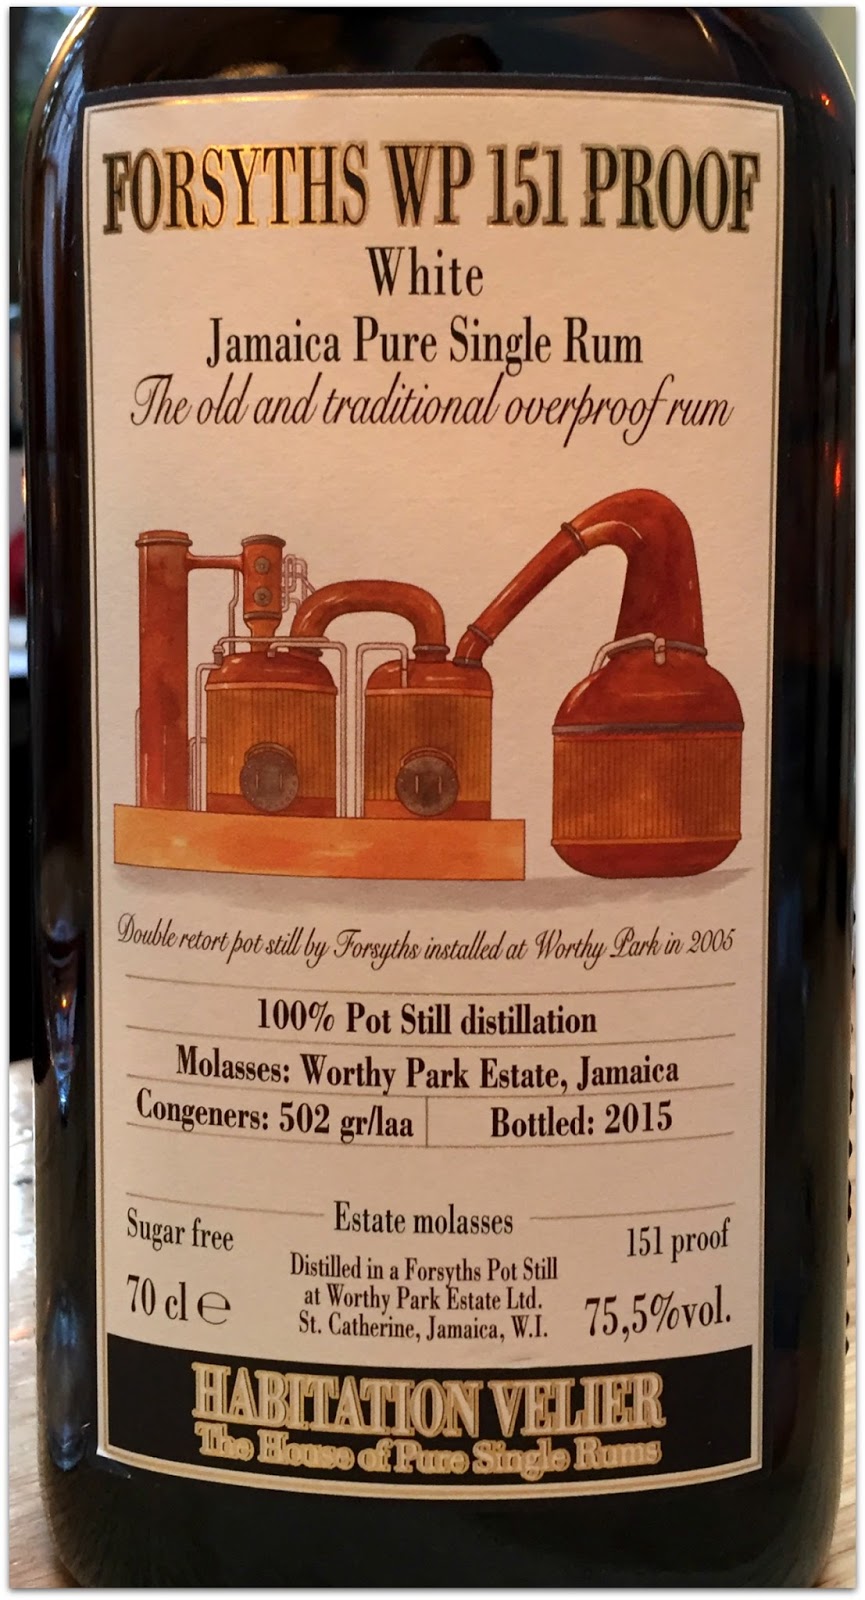 FORSYTHS WP 151 PROOF
White
Jamaica Pure Single Rum
The old and traditional overproof rum
Double retort pot still by Forsyths installed at Worthy Park in 2005
100% Pot Still distillation
Molasses: Worthy Park Estate, Jamaica
Congeners: 502 gr/laa Bottled: 2015
Estate molasses
Sugar free
151 proof
Distilled in a Forsyths Pot Still
at Worthy Park Estate Ltd.
St. Catherine, Jamaica, W.I.
70 cl ℮
75,5%vol.
HABITATION VELIER
The House of Pure Single Rums